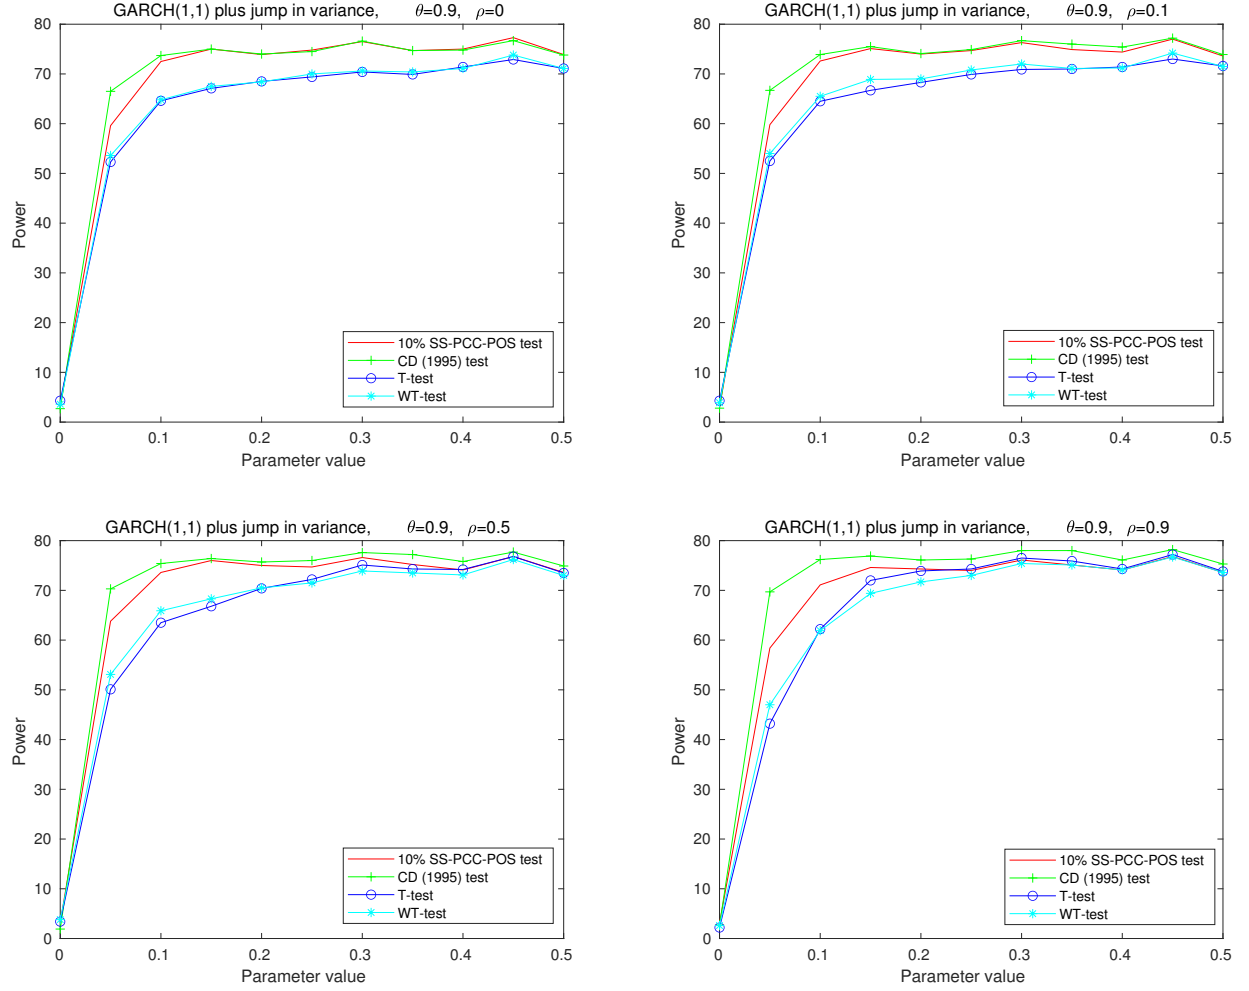 GARCH(1,1) plus jump in variance, θ=0.9, ρ=0
80
70
60
50
40
30
20
10
0
Power
0 0.1 0.2 0.3 0.4 0.5
Parameter value
10% SS-PCC-POS test
CD (1995) test
T-test
WT-test
GARCH(1,1) plus jump in variance, θ=0.9, ρ=0.1
80
70
60
50
40
30
20
10
0
Power
0 0.1 0.2 0.3 0.4 0.5
Parameter value
10% SS-PCC-POS test
CD (1995) test
T-test
WT-test
GARCH(1,1) plus jump in variance, θ=0.9, ρ=0.5
80
70
60
50
40
30
20
10
0
Power
0 0.1 0.2 0.3 0.4 0.5
Parameter value
10% SS-PCC-POS test
CD (1995) test
T-test
WT-test
GARCH(1,1) plus jump in variance, θ=0.9, ρ=0.9
80
70
60
50
40
30
20
10
0
Power
0 0.1 0.2 0.3 0.4 0.5
Parameter value
10% SS-PCC-POS test
CD (1995) test
T-test
WT-test